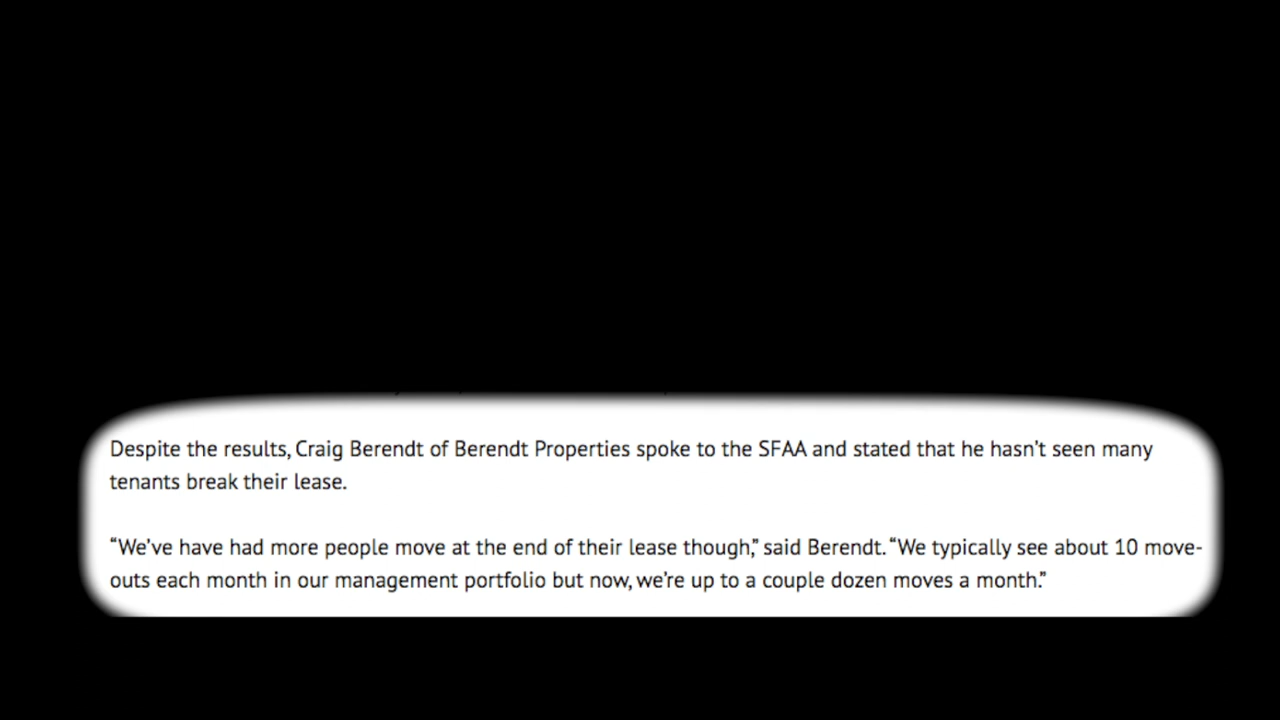 Despite the results, Craig Berendt of Berendt Properties spoke to the SFAA and stated that he hasn't seen many
tenants break their lease.
“We’ve have had more people move at the end of their lease though,” said Berendt. “We typically see about 10 move-
outs each month in our management portfolio but now, we’re up to a couple dozen moves a month.”